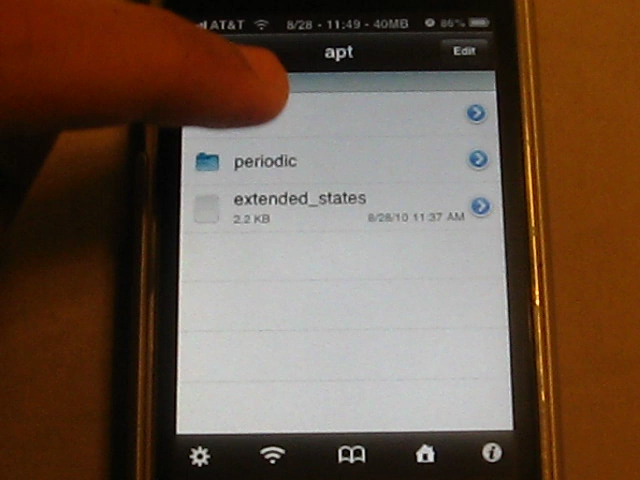 AT&T 8/28 - 11:49 - 40MB 86%
apt Edit
periodic
extended_states
2.2 KB 8/28/10 11:37 AM